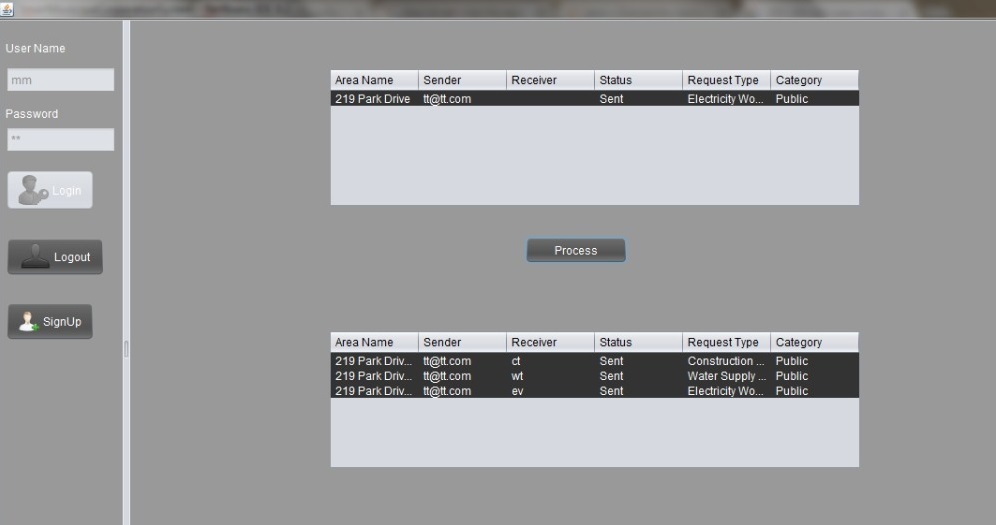 User Name
mm
Password
**
Login
Logout
SignUp
Area Name Sender Receiver Status Request Type Category
219 Park Drive tt@tt.com Sent Electricity Wo... Public
Process
Area Name Sender Receiver Status Request Type Category
219 Park Driv... tt@tt.com ct Sent Construction ... Public
219 Park Driv... tt@tt.com wt Sent Water Supply ... Public
219 Park Driv... tt@tt.com ev Sent Electricity Wo... Public